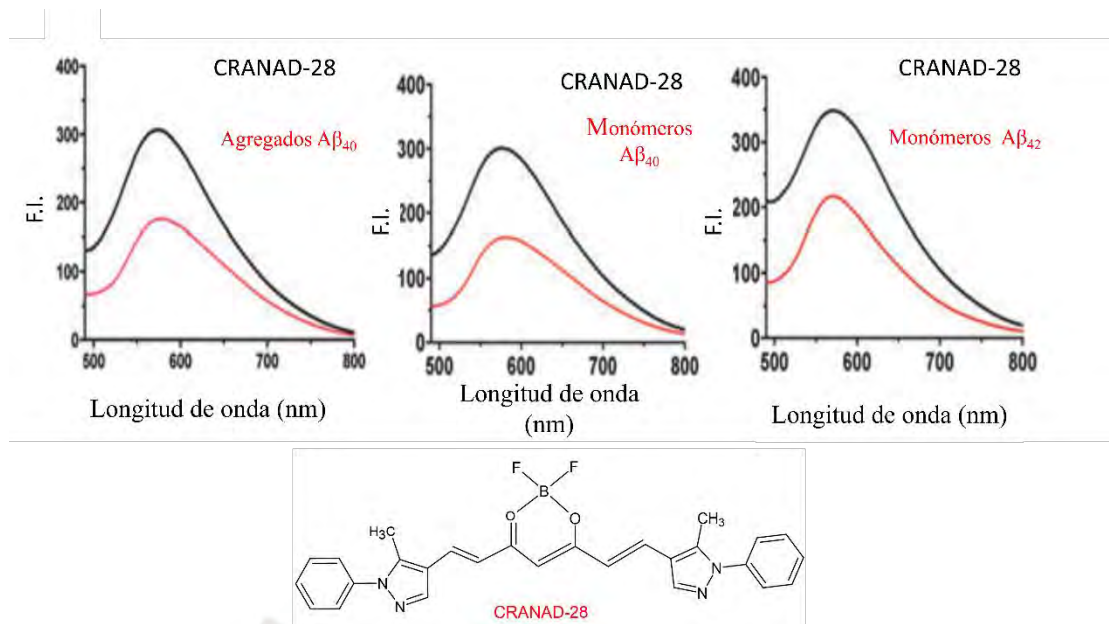 CRANAD-28
Agregados Aβ₄₀
400
300
200
100
0
F.I.
500 600 700 800
Longitud de onda (nm)
CRANAD-28
Monómeros
Aβ₄₀
400
300
200
100
0
F.I.
500 600 700 800
Longitud de onda
(nm)
CRANAD-28
Monómeros Aβ₄₂
400
300
200
100
0
F.I.
500 600 700 800
Longitud de onda (nm)
F F
B
O O
H₃C CH₃
N N
N N
CRANAD-28